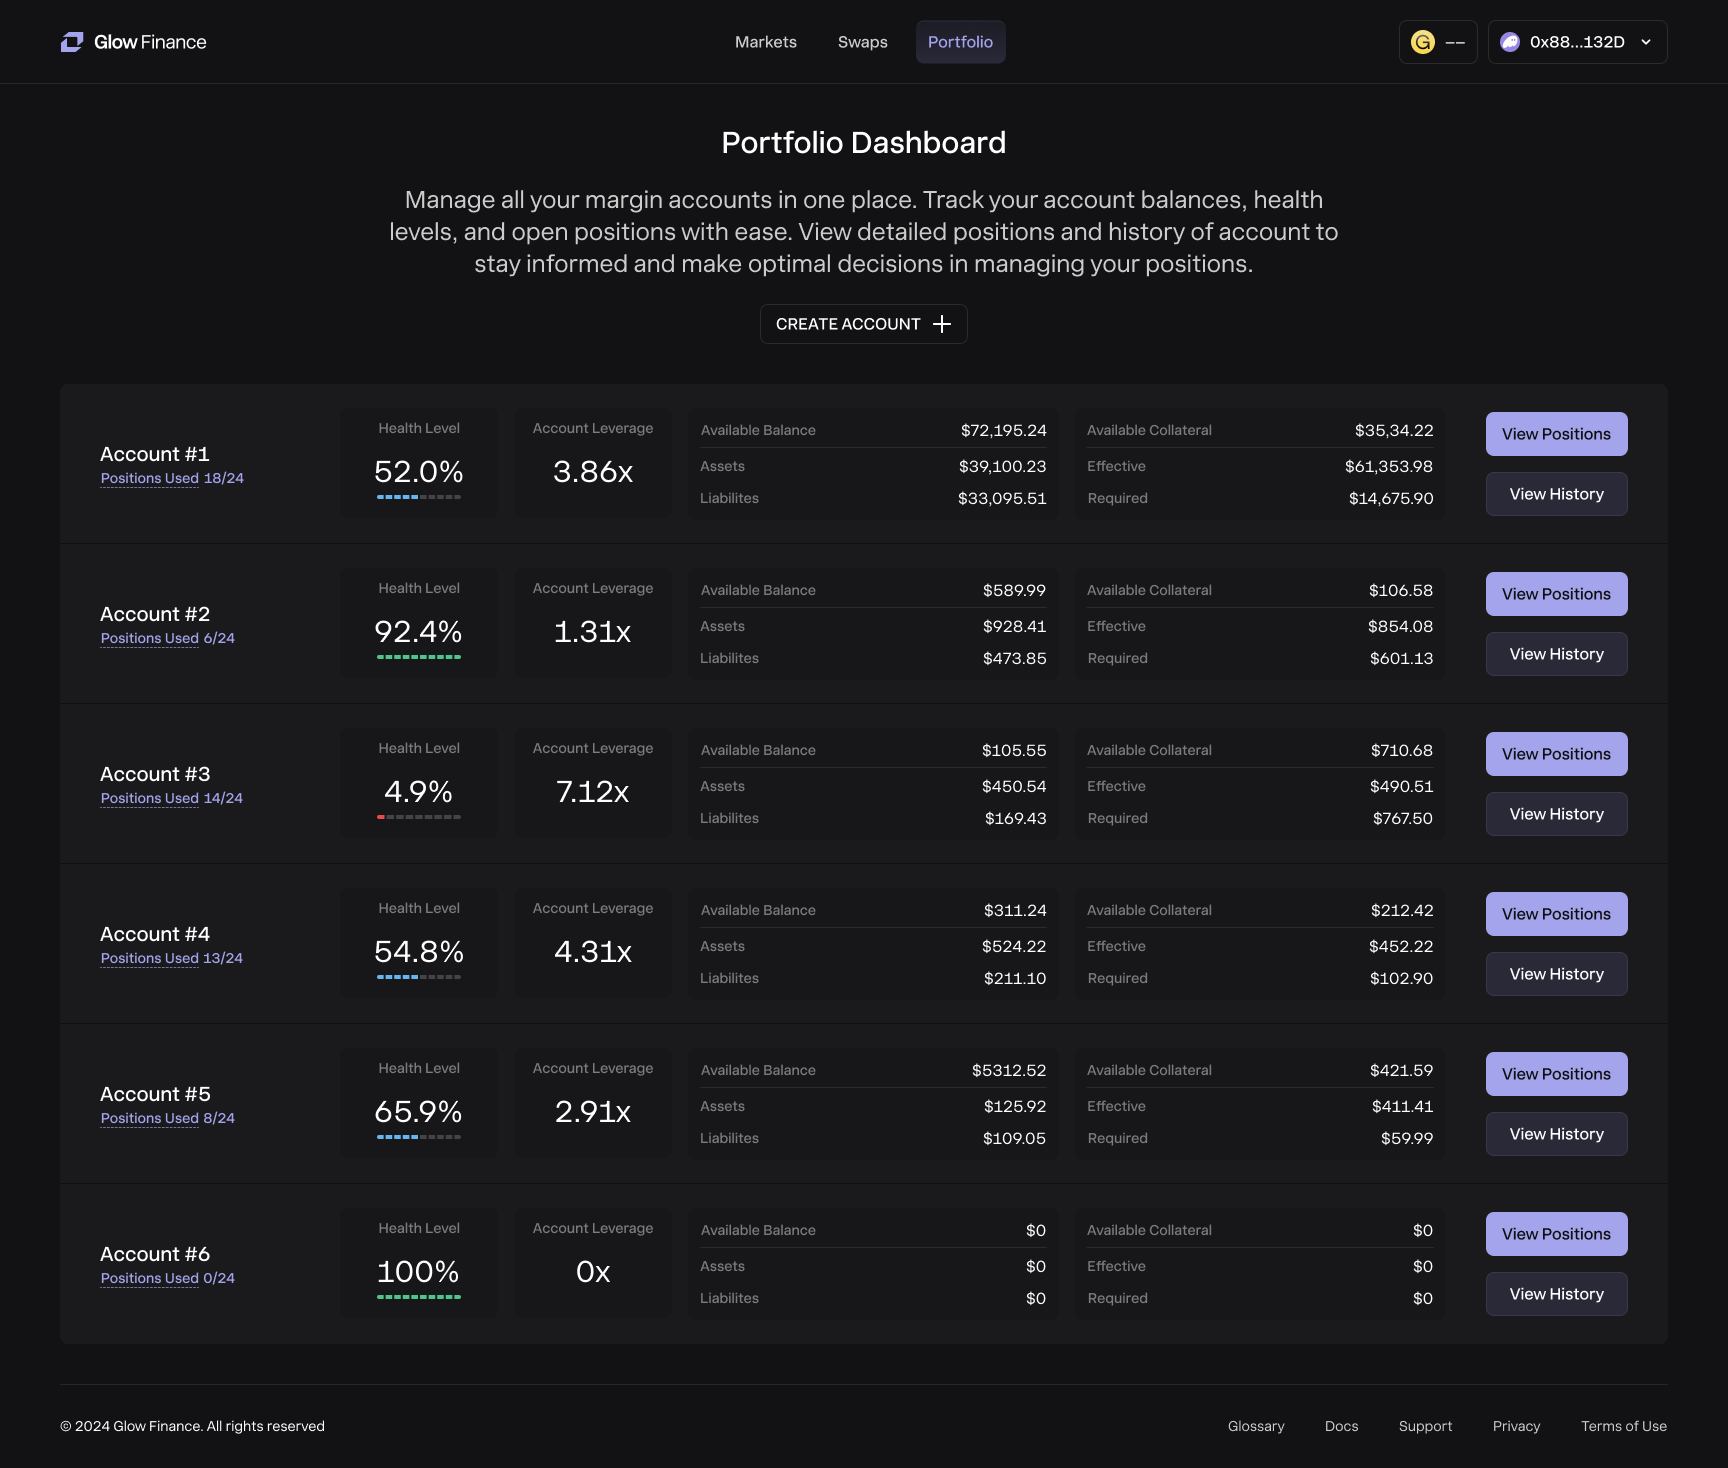 Glow Finance
Markets
Swaps
Portfolio
G
——
0x88...132D
Portfolio Dashboard
Manage all your margin accounts in one place. Track your account balances, health
levels, and open positions with ease. View detailed positions and history of account to
stay informed and make optimal decisions in managing your positions.
CREATE ACCOUNT
Account #1
Positions Used 18/24
Health Level
52.0%
Account Leverage
3.86x
Available Balance $72,195.24
Assets $39,100.23
Liabilites $33,095.51
Available Collateral $35,34.22
Effective $61,353.98
Required $14,675.90
View Positions
View History
Account #2
Positions Used 6/24
Health Level
92.4%
Account Leverage
1.31x
Available Balance $589.99
Assets $928.41
Liabilites $473.85
Available Collateral $106.58
Effective $854.08
Required $601.13
View Positions
View History
Account #3
Positions Used 14/24
Health Level
4.9%
Account Leverage
7.12x
Available Balance $105.55
Assets $450.54
Liabilites $169.43
Available Collateral $710.68
Effective $490.51
Required $767.50
View Positions
View History
Account #4
Positions Used 13/24
Health Level
54.8%
Account Leverage
4.31x
Available Balance $311.24
Assets $524.22
Liabilites $211.10
Available Collateral $212.42
Effective $452.22
Required $102.90
View Positions
View History
Account #5
Positions Used 8/24
Health Level
65.9%
Account Leverage
2.91x
Available Balance $5312.52
Assets $125.92
Liabilites $109.05
Available Collateral $421.59
Effective $411.41
Required $59.99
View Positions
View History
Account #6
Positions Used 0/24
Health Level
100%
Account Leverage
0x
Available Balance $0
Assets $0
Liabilites $0
Available Collateral $0
Effective $0
Required $0
View Positions
View History
© 2024 Glow Finance. All rights reserved
Glossary
Docs
Support
Privacy
Terms of Use